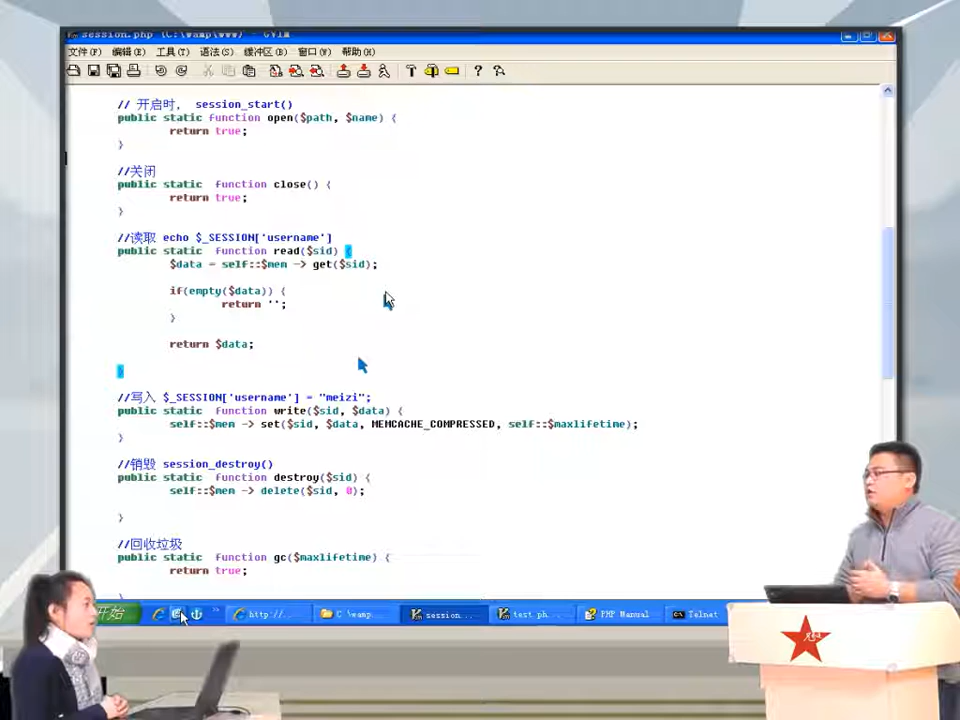 session.php (C:\wamp\www) - GVIM
文件(F) 编辑(E) 工具(T) 语法(S) 缓冲区(B) 窗口(W) 帮助(H)
// 开启时， session_start()
public static function open($path, $name) {
return true;
}
//关闭
public static function close() {
return true;
}
//读取 echo $_SESSION['username']
public static function read($sid) {
$data = self::$mem -> get($sid);
if(empty($data)) {
return '';
}
return $data;
}
//写入 $_SESSION['username'] = "meizi";
public static function write($sid, $data) {
self::$mem -> set($sid, $data, MEMCACHE_COMPRESSED, self::$maxlifetime);
}
//销毁 session_destroy()
public static function destroy($sid) {
self::$mem -> delete($sid, 0);
}
//回收垃圾
public static function gc($maxlifetime) {
return true;
}
开始 http://... C:\wamp... session... test.ph... PHP Manual Telnet